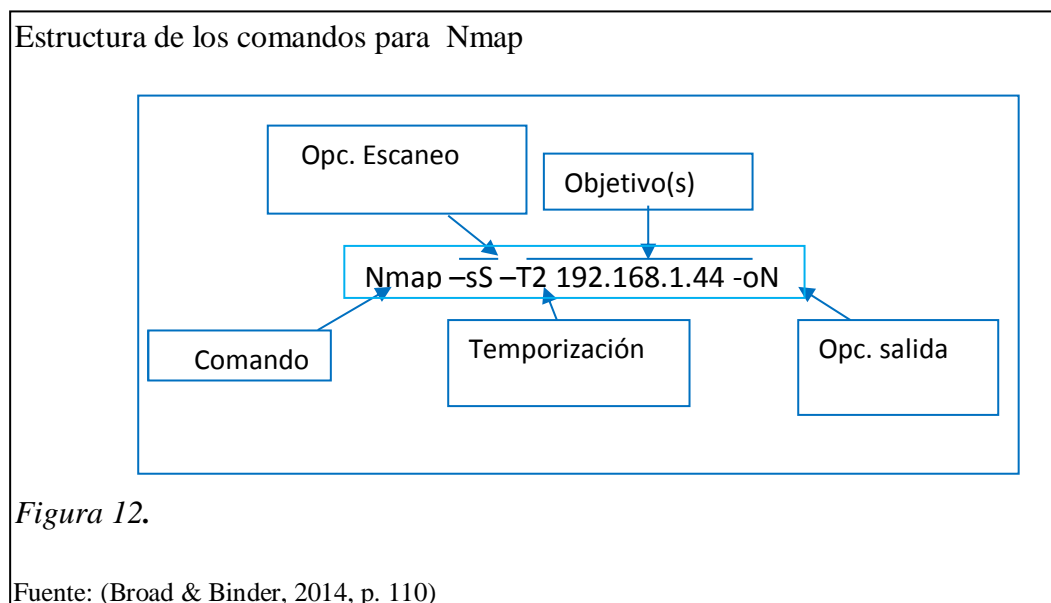 Estructura de los comandos para Nmap
Opc. Escaneo
Objetivo(s)
Nmap –sS –T2 192.168.1.44 -oN
Comando
Temporización
Opc. salida
Figura 12.
Fuente: (Broad & Binder, 2014, p. 110)